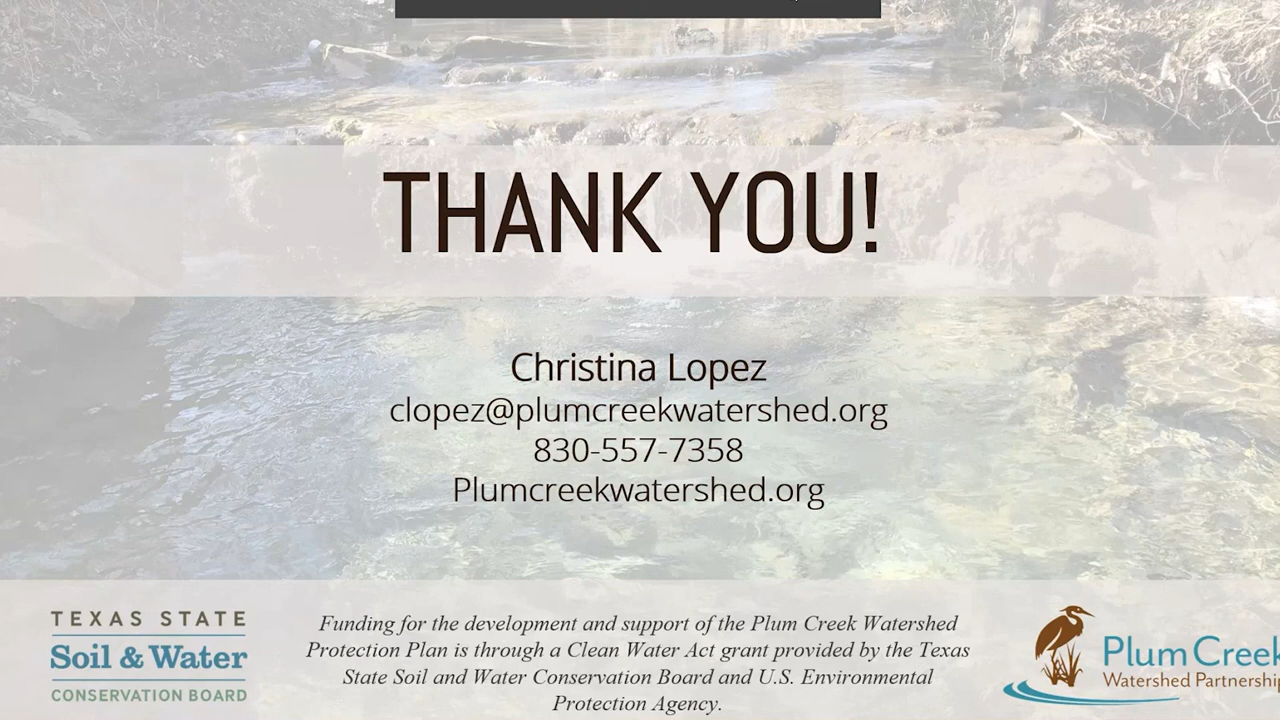 THANK YOU!
Christina Lopez
clopez@plumcreekwatershed.org
830-557-7358
Plumcreekwatershed.org
TEXAS STATE
Soil & Water
CONSERVATION BOARD
Funding for the development and support of the Plum Creek Watershed
Protection Plan is through a Clean Water Act grant provided by the Texas
State Soil and Water Conservation Board and U.S. Environmental
Protection Agency.
Plum Creek
Watershed Partnership